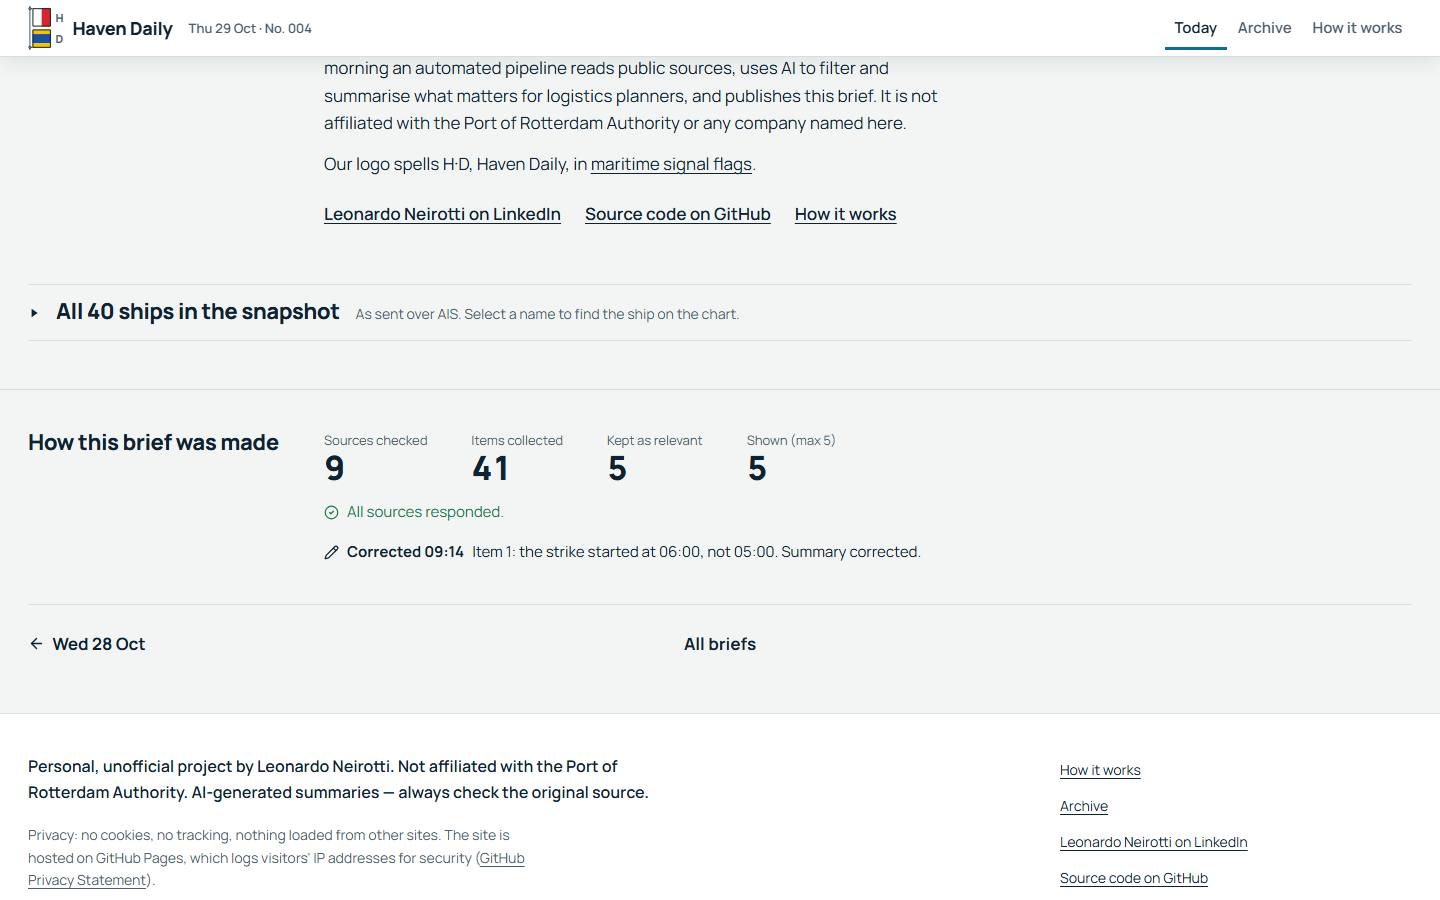 H
D
Haven Daily
Thu 29 Oct · No. 004
Today
Archive
How it works
morning an automated pipeline reads public sources, uses AI to filter and
summarise what matters for logistics planners, and publishes this brief. It is not
affiliated with the Port of Rotterdam Authority or any company named here.
Our logo spells H·D, Haven Daily, in maritime signal flags.
Leonardo Neirotti on LinkedIn
Source code on GitHub
How it works
All 40 ships in the snapshot
As sent over AIS. Select a name to find the ship on the chart.
How this brief was made
Sources checked
9
Items collected
41
Kept as relevant
5
Shown (max 5)
5
All sources responded.
Corrected 09:14 Item 1: the strike started at 06:00, not 05:00. Summary corrected.
← Wed 28 Oct
All briefs
Personal, unofficial project by Leonardo Neirotti. Not affiliated with the Port of
Rotterdam Authority. AI-generated summaries — always check the original source.
Privacy: no cookies, no tracking, nothing loaded from other sites. The site is
hosted on GitHub Pages, which logs visitors' IP addresses for security (GitHub
Privacy Statement).
How it works
Archive
Leonardo Neirotti on LinkedIn
Source code on GitHub